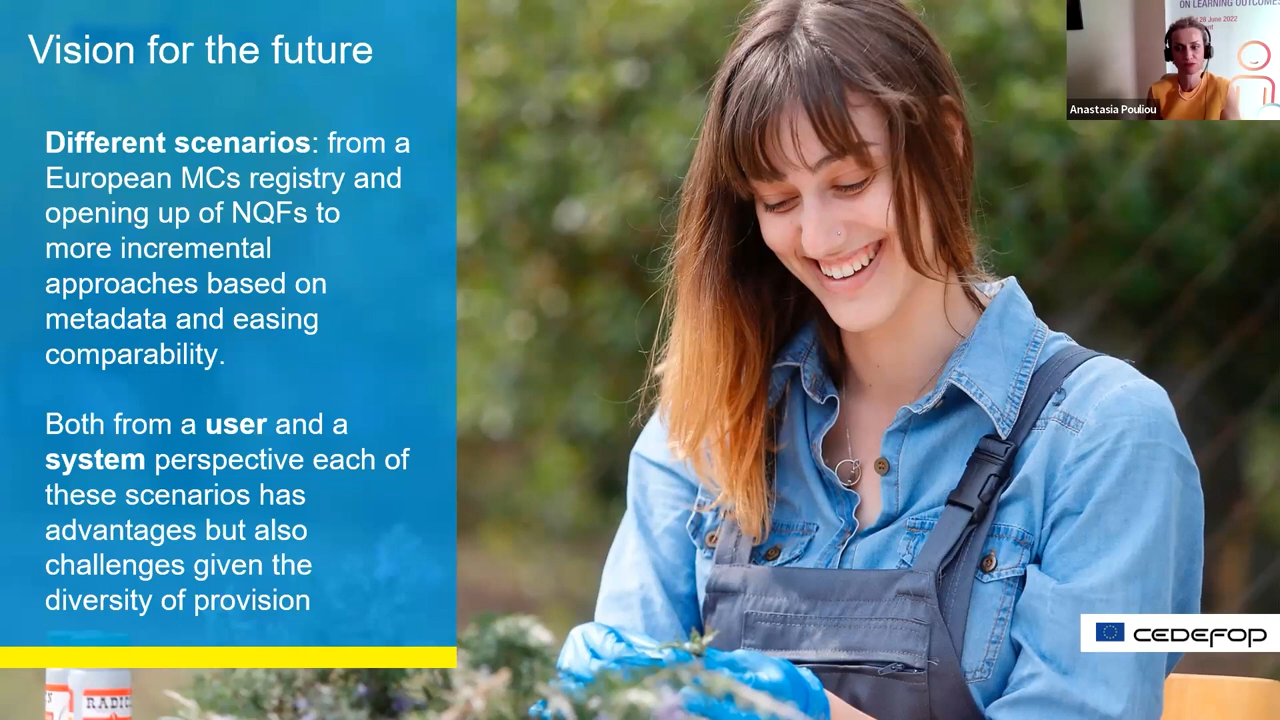 Vision for the future
Different scenarios: from a
European MCs registry and
opening up of NQFs to
more incremental
approaches based on
metadata and easing
comparability.
Both from a user and a
system perspective each of
these scenarios has
advantages but also
challenges given the
diversity of provision
ON LEARNING OUTCOMES
28 June 2022
Anastasia Pouliou
CEDEFOP